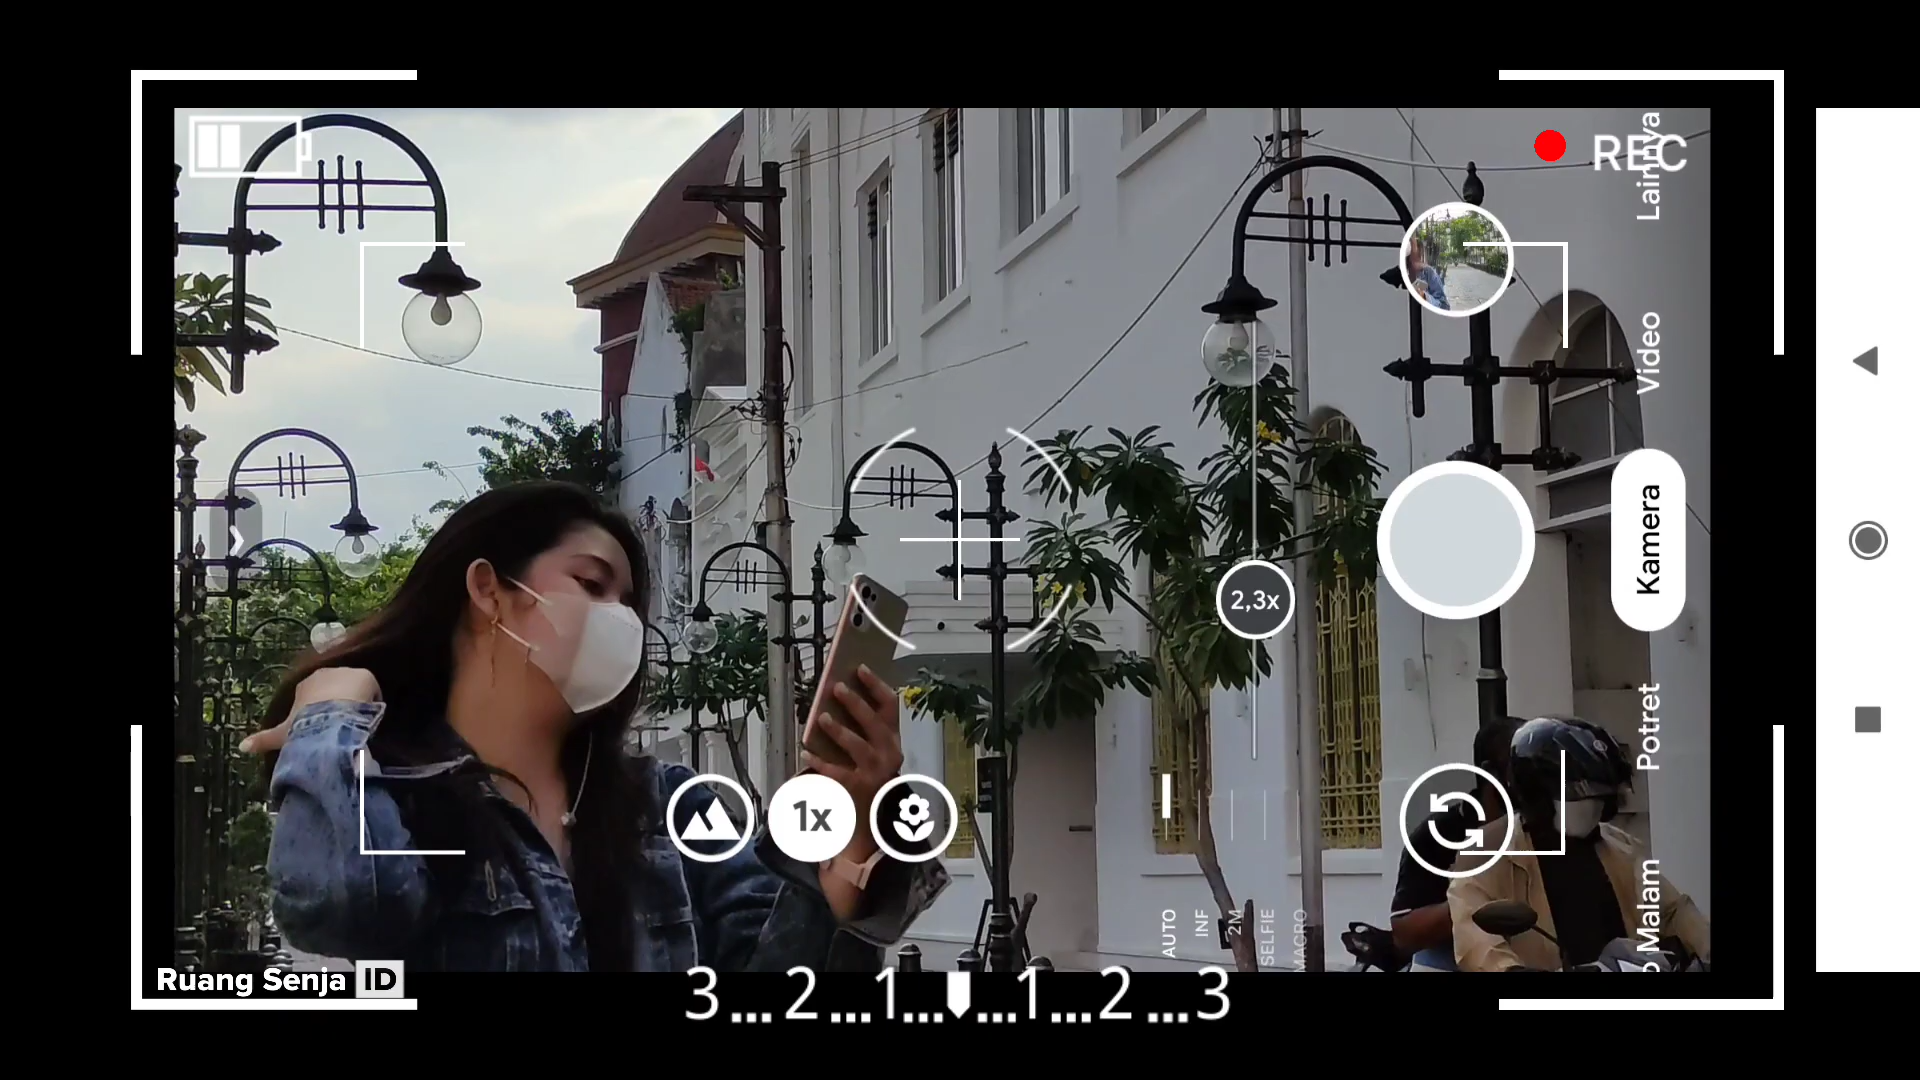 REC
Lainnya
Video
Kamera
Potret
Malam
2,3x
1x
AUTO
INF
2M
SELFIE
MACRO
Ruang Senja ID
3...2...1...1...2...3